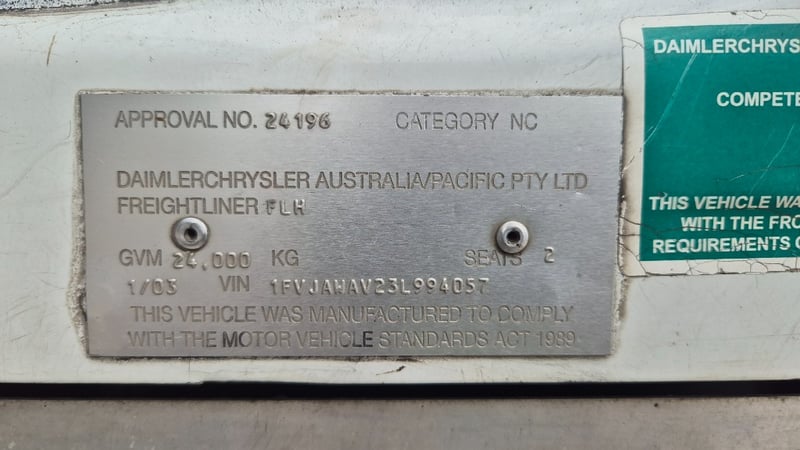 APPROVAL NO. 24196 CATEGORY NC
DAIMLERCHRYSLER AUSTRALIA/PACIFIC PTY LTD
FREIGHTLINER FLH
GVM 24,000 KG SEATS 2
1/03 VIN 1FVJAWAV23L994057
THIS VEHICLE WAS MANUFACTURED TO COMPLY
WITH THE MOTOR VEHICLE STANDARDS ACT 1989
DAIMLERCHRYS
COMPETE
THIS VEHICLE WA
WITH THE FRO
REQUIREMENTS O